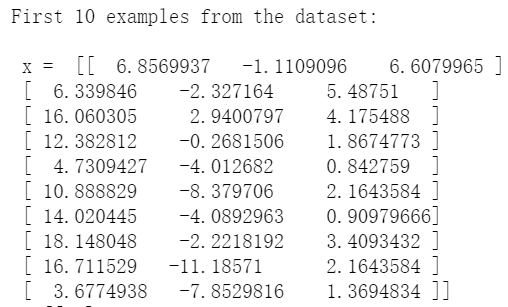 First 10 examples from the dataset:
x = [[ 6.8569937 -1.1109096 6.6079965 ]
[ 6.339846 -2.327164 5.48751 ]
[ 16.060305 2.9400797 4.175488 ]
[ 12.382812 -0.2681506 1.8674773 ]
[ 4.7309427 -4.012682 0.842759 ]
[ 10.888829 -8.379706 2.1643584 ]
[ 14.020445 -4.0892963 0.90979666]
[ 18.148048 -2.2218192 3.4093432 ]
[ 16.711529 -11.18571 2.1643584 ]
[ 3.6774938 -7.8529816 1.3694834 ]]